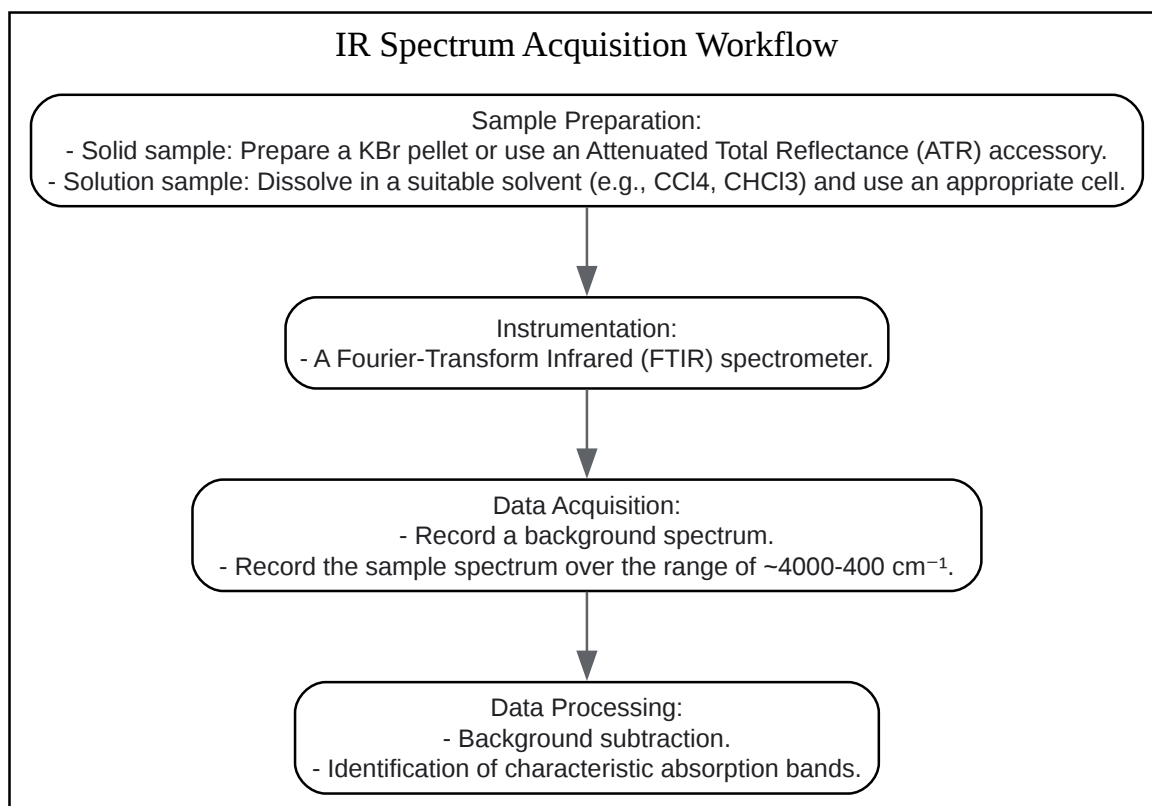 IR Spectrum Acquisition Workflow
Sample Preparation:
- Solid sample: Prepare a KBr pellet or use an Attenuated Total Reflectance (ATR) accessory.
- Solution sample: Dissolve in a suitable solvent (e.g., CCl4, CHCl3) and use an appropriate cell.
Instrumentation:
- A Fourier-Transform Infrared (FTIR) spectrometer.
Data Acquisition:
- Record a background spectrum.
- Record the sample spectrum over the range of ~4000-400 cm⁻¹.
Data Processing:
- Background subtraction.
- Identification of characteristic absorption bands.